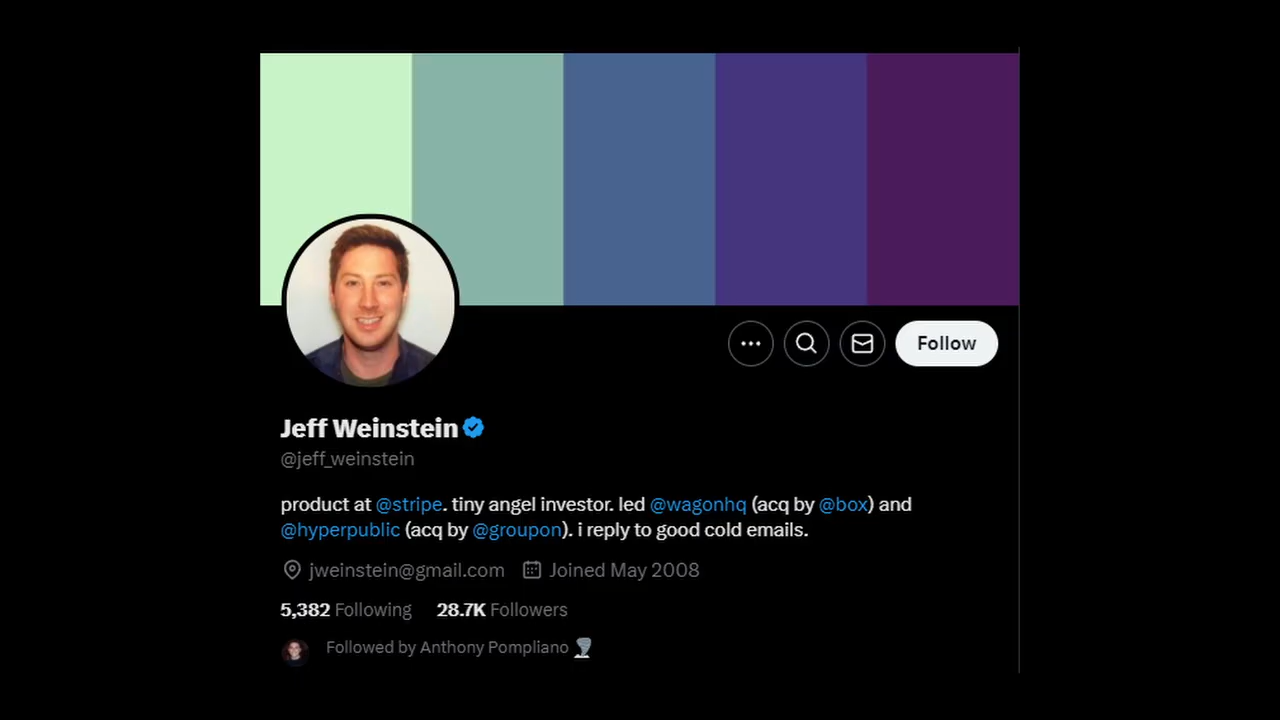 Follow
Jeff Weinstein
@jeff_weinstein
product at @stripe. tiny angel investor. led @wagonhq (acq by @box) and
@hyperpublic (acq by @groupon). i reply to good cold emails.
jweinstein@gmail.com Joined May 2008
5,382 Following 28.7K Followers
Followed by Anthony Pompliano 🌪